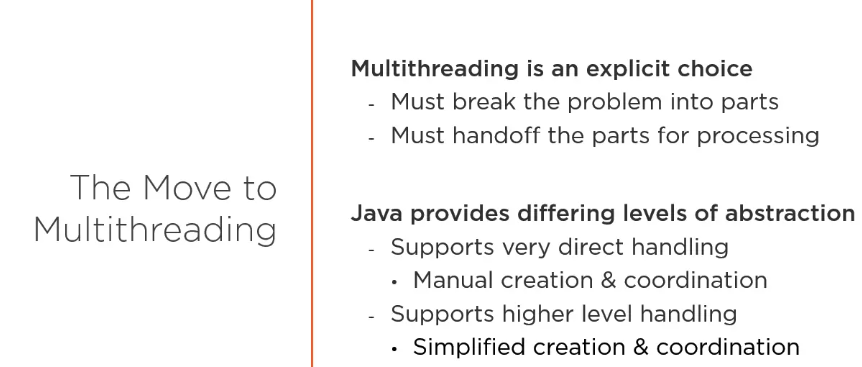 The Move to
Multithreading
Multithreading is an explicit choice
- Must break the problem into parts
- Must handoff the parts for processing
Java provides differing levels of abstraction
- Supports very direct handling
• Manual creation & coordination
- Supports higher level handling
• Simplified creation & coordination